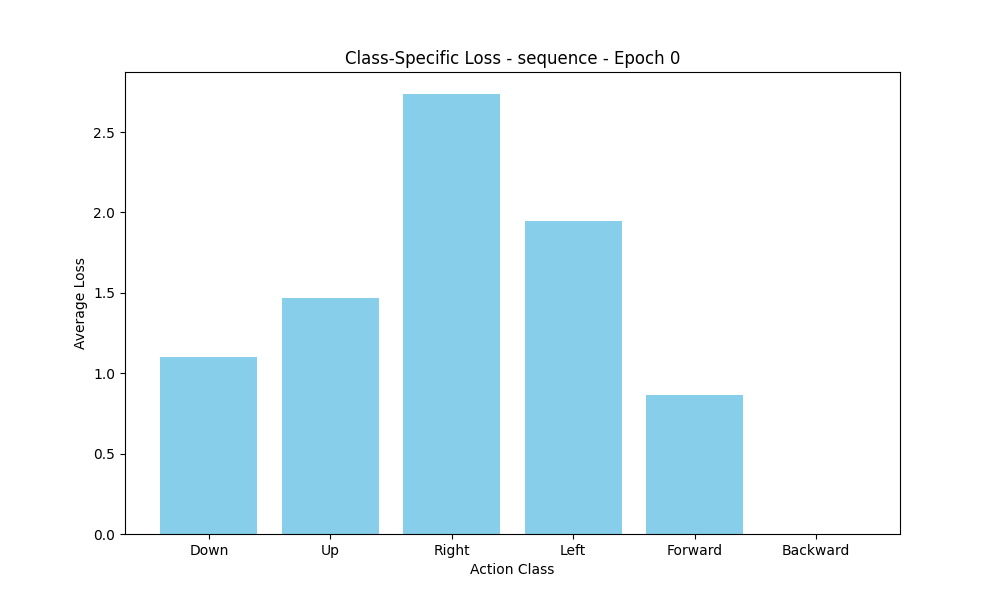 Class-Specific Loss - sequence - Epoch 0
Average Loss
2.5
2.0
1.5
1.0
0.5
0.0
Down Up Right Left Forward Backward
Action Class